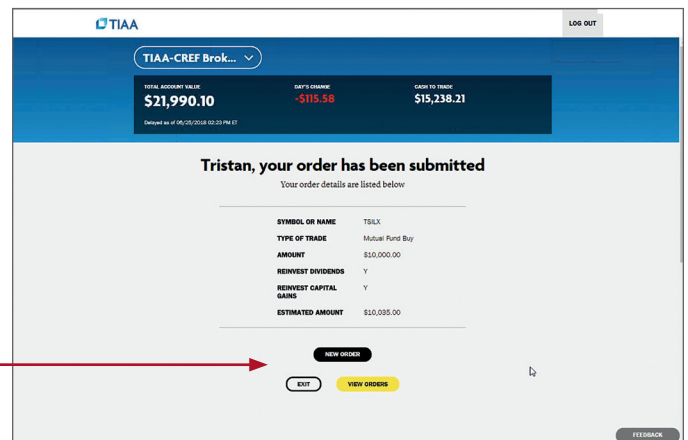 TIAA
LOG OUT
TIAA-CREF Brok...
TOTAL ACCOUNT VALUE
$21,990.10
Delayed as of 06/25/2018 02:23 PM ET
DAY'S CHANGE
-$115.58
CASH TO TRADE
$15,238.21
Tristan, your order has been submitted
Your order details are listed below
SYMBOL OR NAME TSILX
TYPE OF TRADE Mutual Fund Buy
AMOUNT $10,000.00
REINVEST DIVIDENDS Y
REINVEST CAPITAL GAINS Y
ESTIMATED AMOUNT $10,035.00
NEW ORDER
EXIT
VIEW ORDERS
FEEDBACK